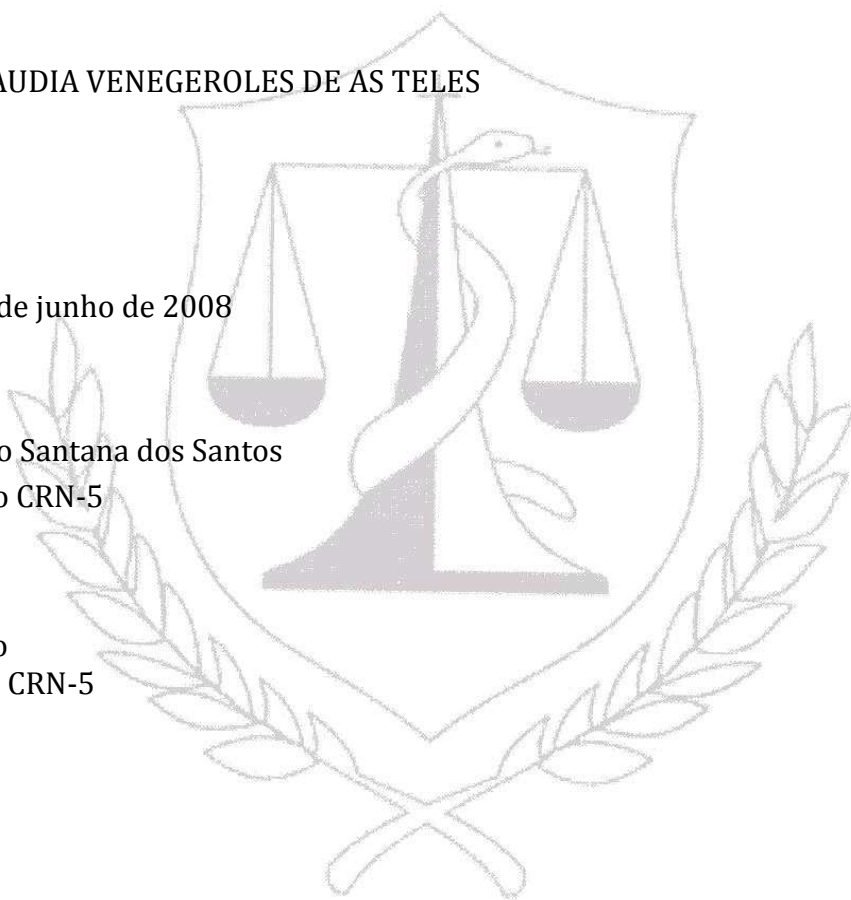 AUDIA VENEGEROLES DE AS TELES
de junho de 2008
o Santana dos Santos
o CRN-5
o
CRN-5